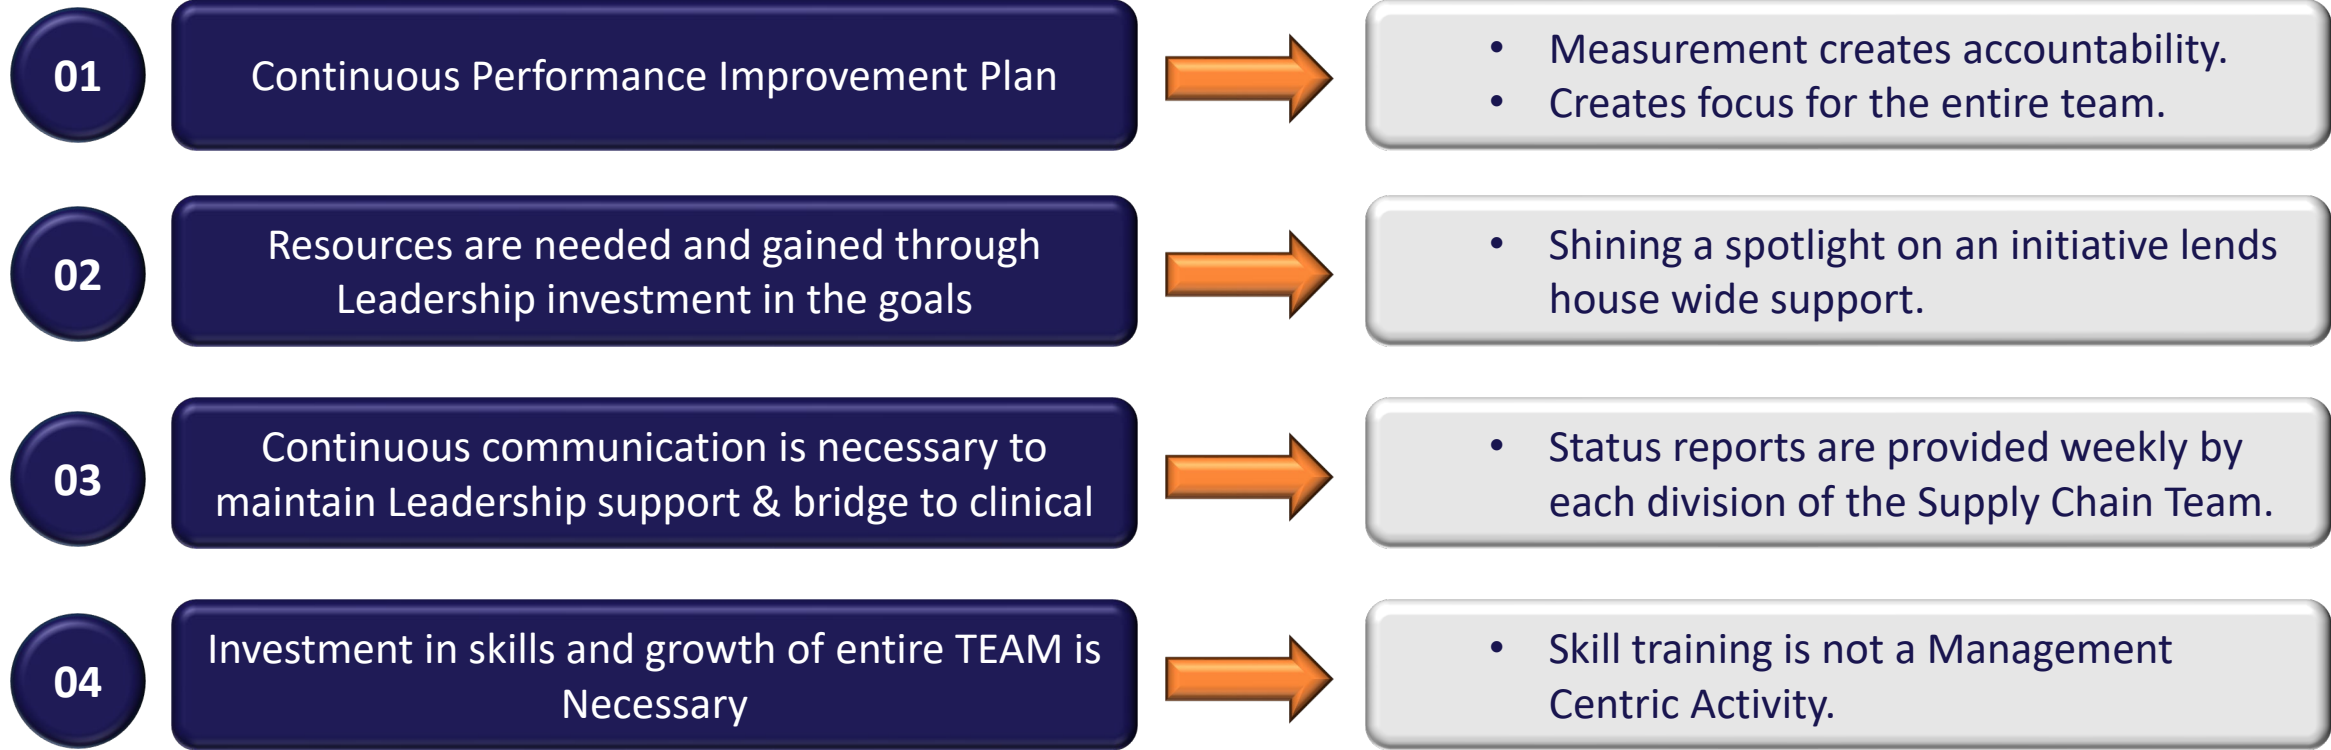 01
Continuous Performance Improvement Plan
• Measurement creates accountability.
• Creates focus for the entire team.
02
Resources are needed and gained through
Leadership investment in the goals
• Shining a spotlight on an initiative lends
house wide support.
03
Continuous communication is necessary to
maintain Leadership support & bridge to clinical
• Status reports are provided weekly by
each division of the Supply Chain Team.
04
Investment in skills and growth of entire TEAM is
Necessary
• Skill training is not a Management
Centric Activity.